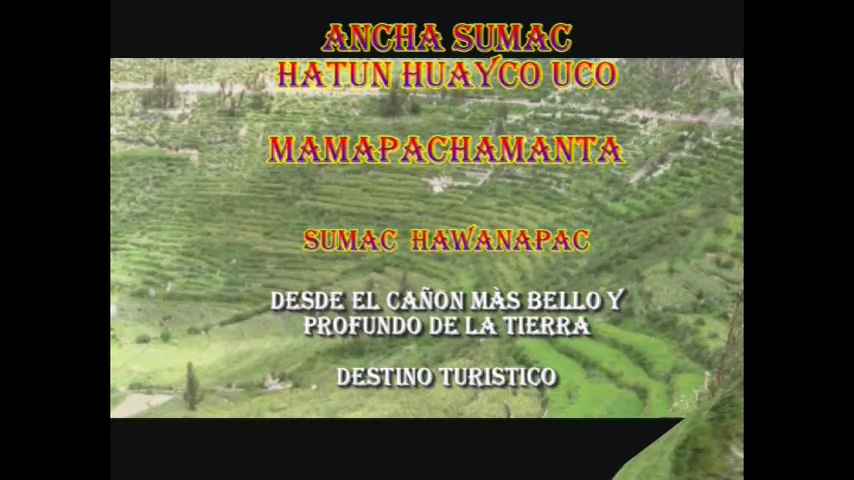 ANCHA SUMAC
HATUN HUAYCO UCO
MAMAPACHAMANTA
SUMAC HAWANAPAC
DESDE EL CAÑON MÀS BELLO Y
PROFUNDO DE LA TIERRA
DESTINO TURISTICO